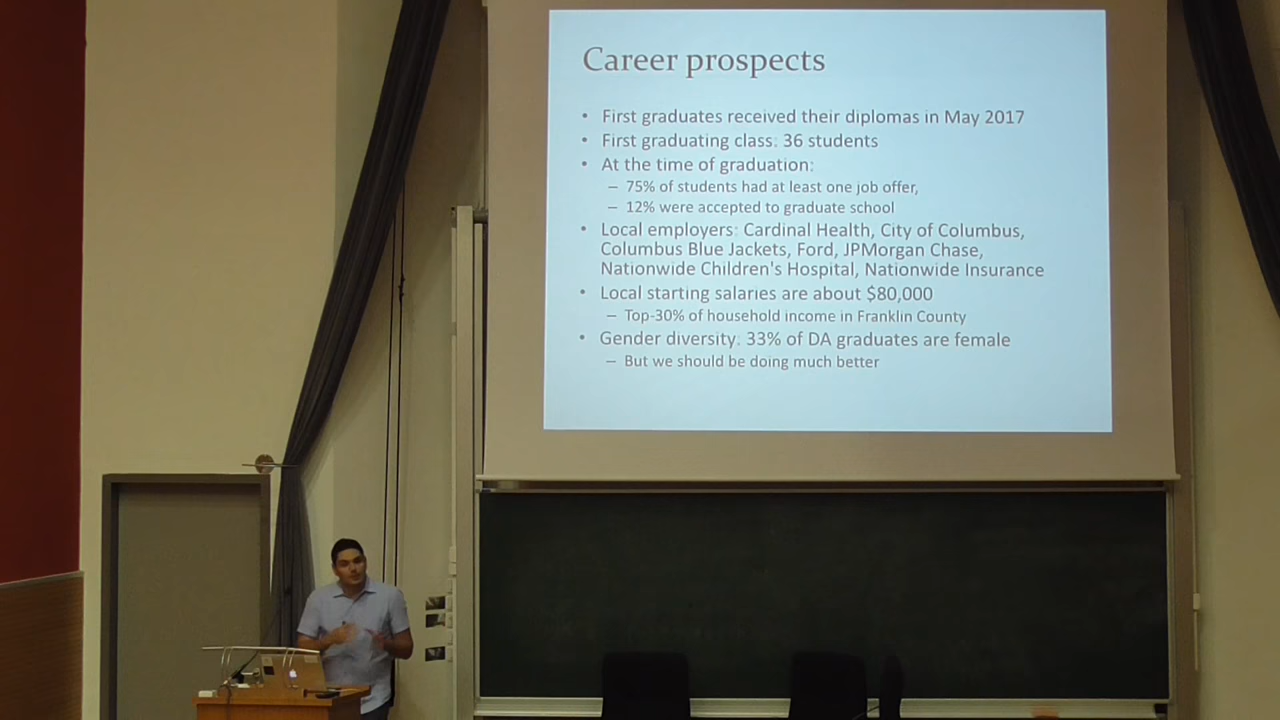 Career prospects
• First graduates received their diplomas in May 2017
• First graduating class: 36 students
• At the time of graduation:
– 75% of students had at least one job offer,
– 12% were accepted to graduate school
• Local employers: Cardinal Health, City of Columbus,
Columbus Blue Jackets, Ford, JPMorgan Chase,
Nationwide Children's Hospital, Nationwide Insurance
• Local starting salaries are about $80,000
– Top-30% of household income in Franklin County
• Gender diversity: 33% of DA graduates are female
– But we should be doing much better